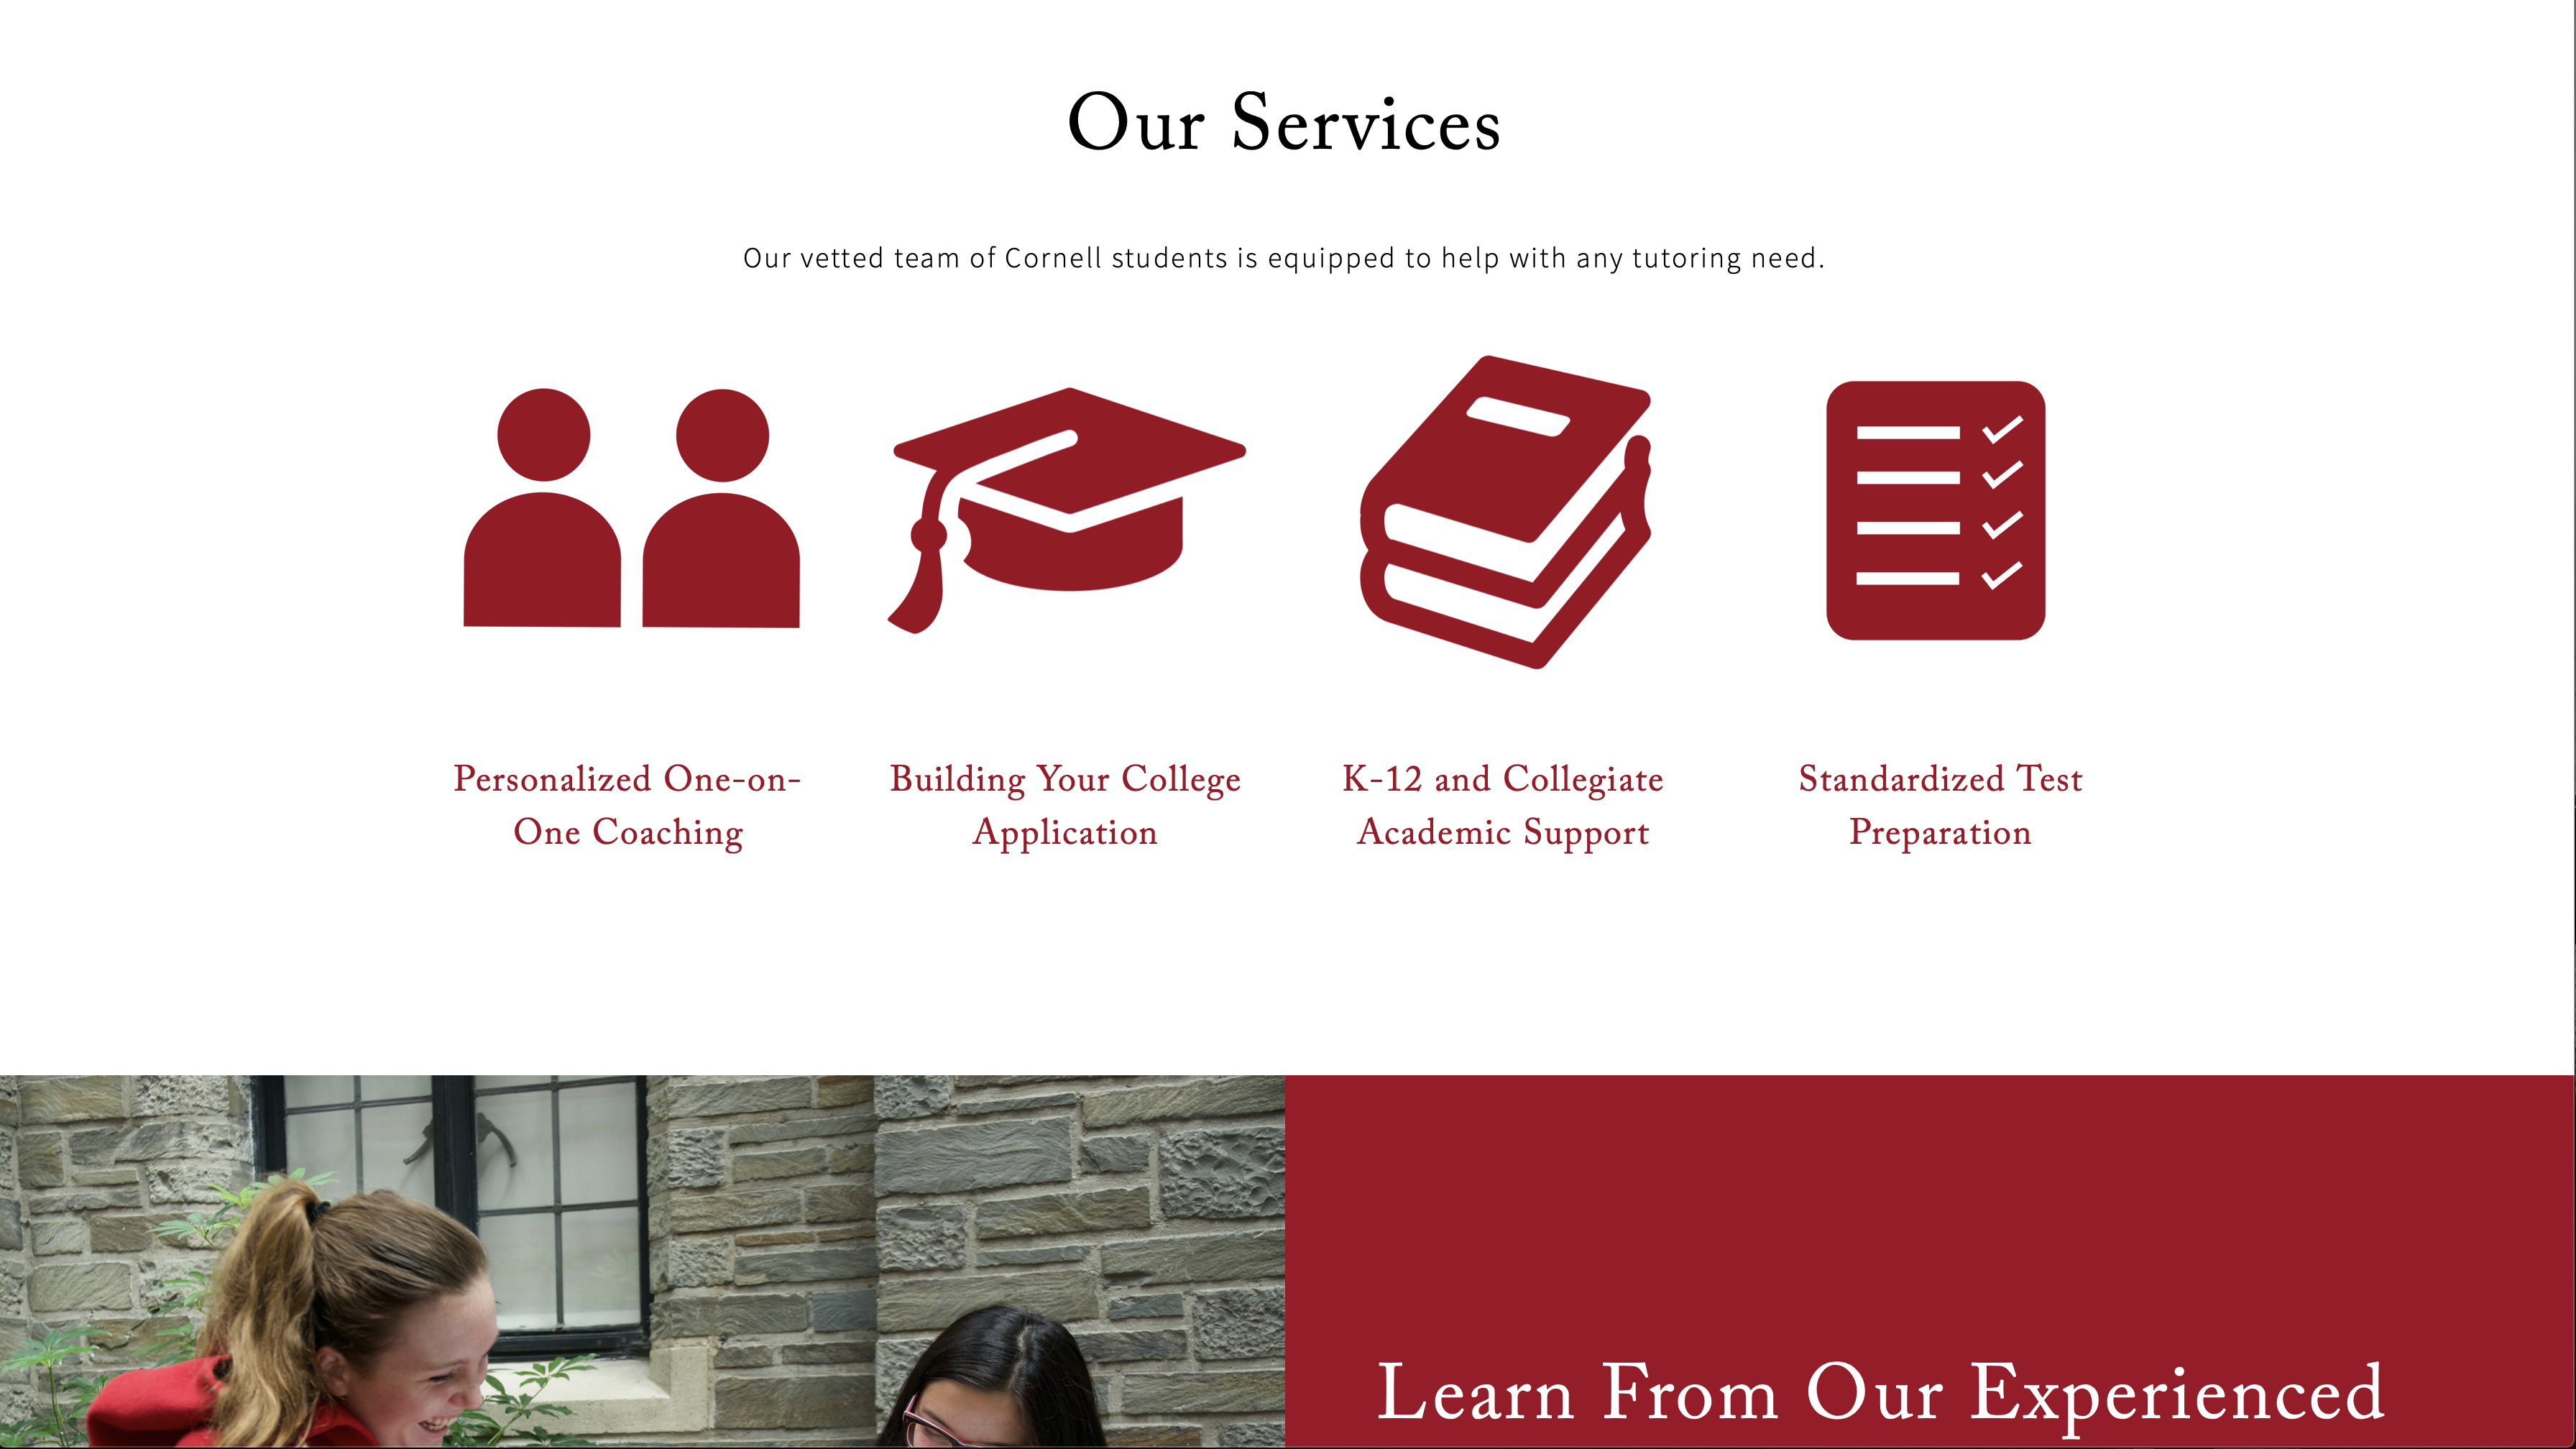 Our Services
Our vetted team of Cornell students is equipped to help with any tutoring need.
Personalized One-on-
One Coaching
Building Your College
Application
K-12 and Collegiate
Academic Support
Standardized Test
Preparation
Learn From Our Experienced